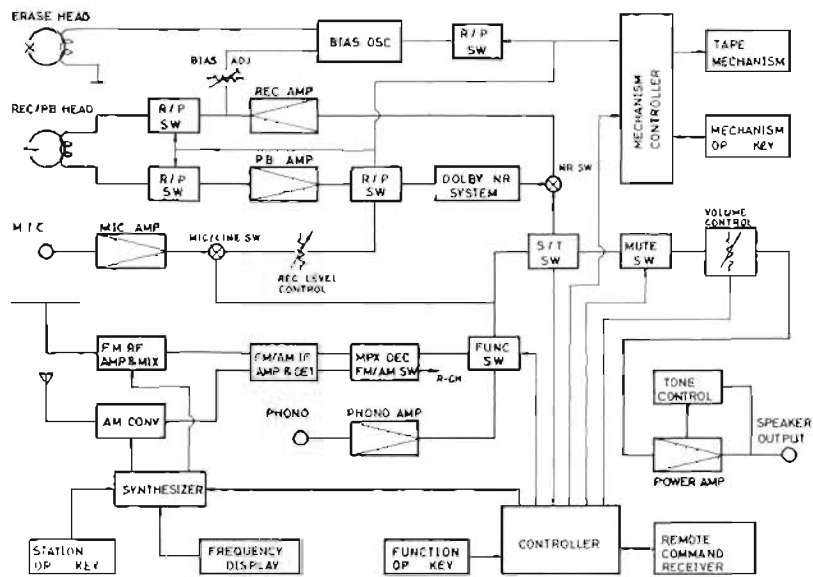 ERASE HEAD
BIAS OSC
R/P
SW
TAPE
MECHANISM
BIAS ADJ
MECHANISM
CONTROLLER
REC AMP
REC/PB HEAD
R/P
SW
MECHANISM
OP KEY
PB AMP
R/P
SW
R/P
SW
DOLBY NR
SYSTEM
NR SW
MIC
MIC AMP
MIC/LINE SW
REC LEVEL
CONTROL
S/T
SW
MUTE
SW
VOLUME
CONTROL
FM RF
AMP & MIX
FM/AM IF
AMP & DET
MPX DEC
FM/AM SW
R-CH
FUNC
SW
AM CONV
PHONO
PHONO AMP
TONE
CONTROL
SPEAKER
OUTPUT
POWER AMP
SYNTHESIZER
STATION
OP KEY
FREQUENCY
DISPLAY
FUNCTION
OP KEY
CONTROLLER
REMOTE
COMMAND
RECEIVER